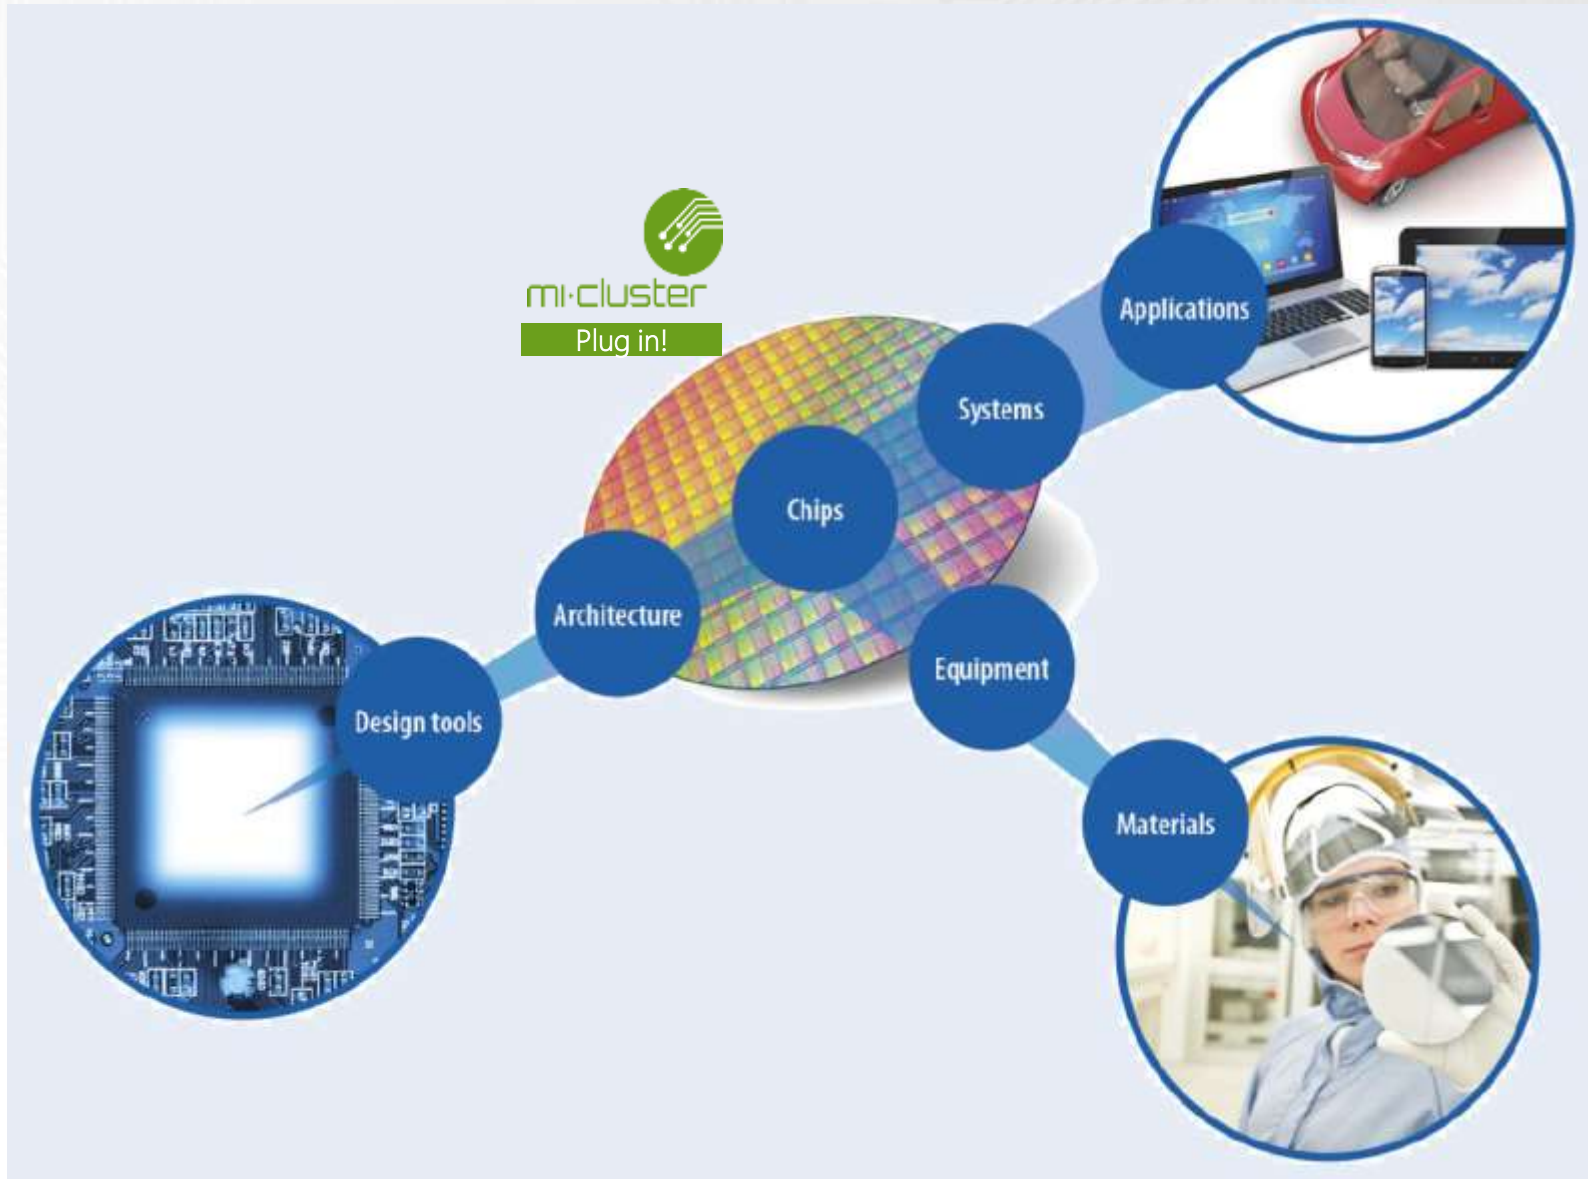 mi·cluster
Plug in!
Applications
Systems
Chips
Architecture
Equipment
Design tools
Materials